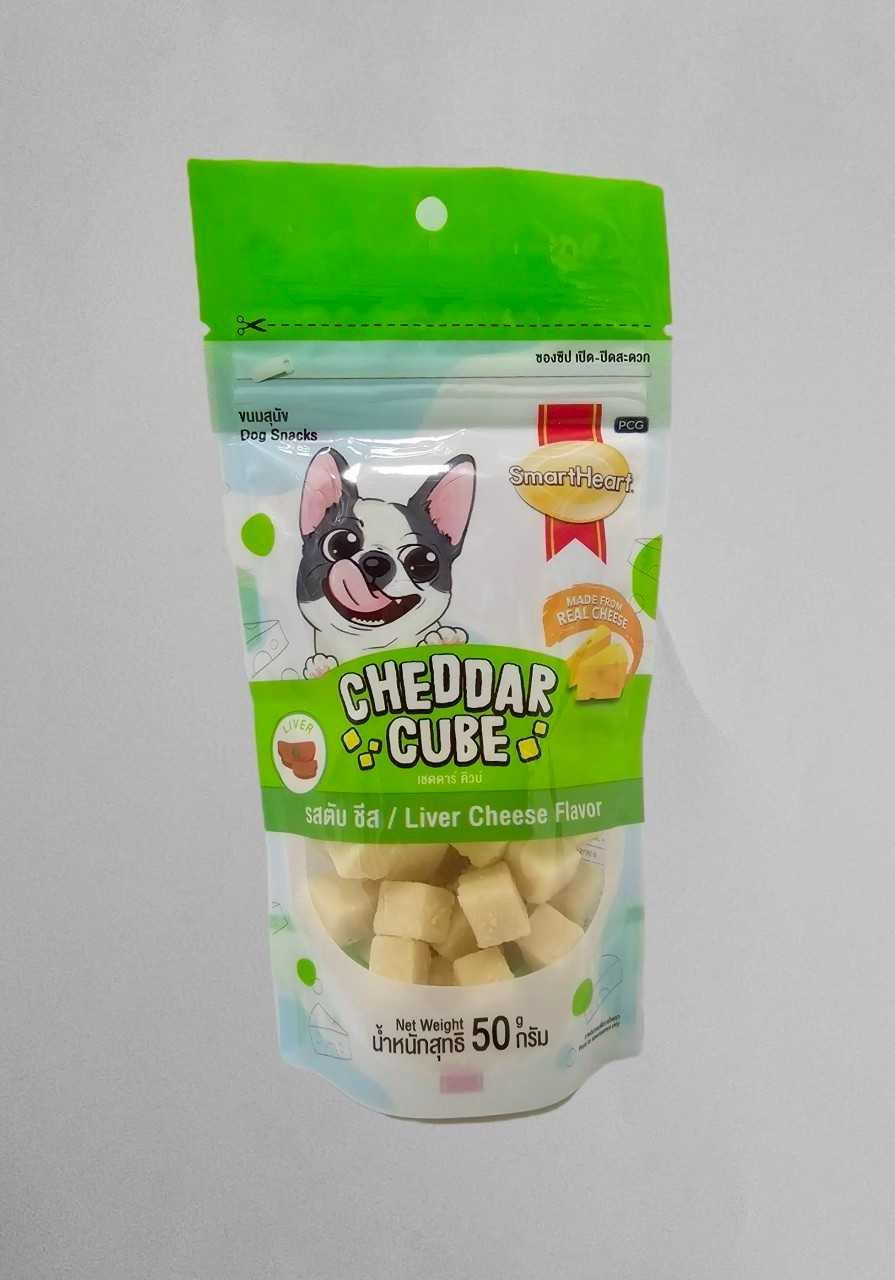 ซองซิป เปิด-ปิดสะดวก
ขนมสุนัข
Dog Snacks
PCG
SmartHeart
MADE FROM
REAL CHEESE
CHEDDAR
CUBE
LIVER
เชดดาร์ คิวบ์
รสตับ ชีส / Liver Cheese Flavor
Net Weight
น้ำหนักสุทธิ 50 g กรัม